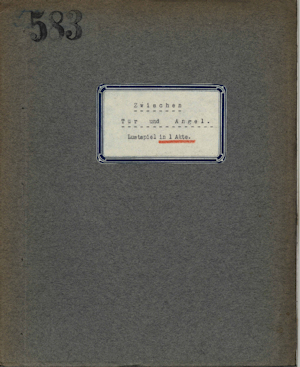 583
Zwischen
Tür und Angel.
Lustspiel in 1 Akte.